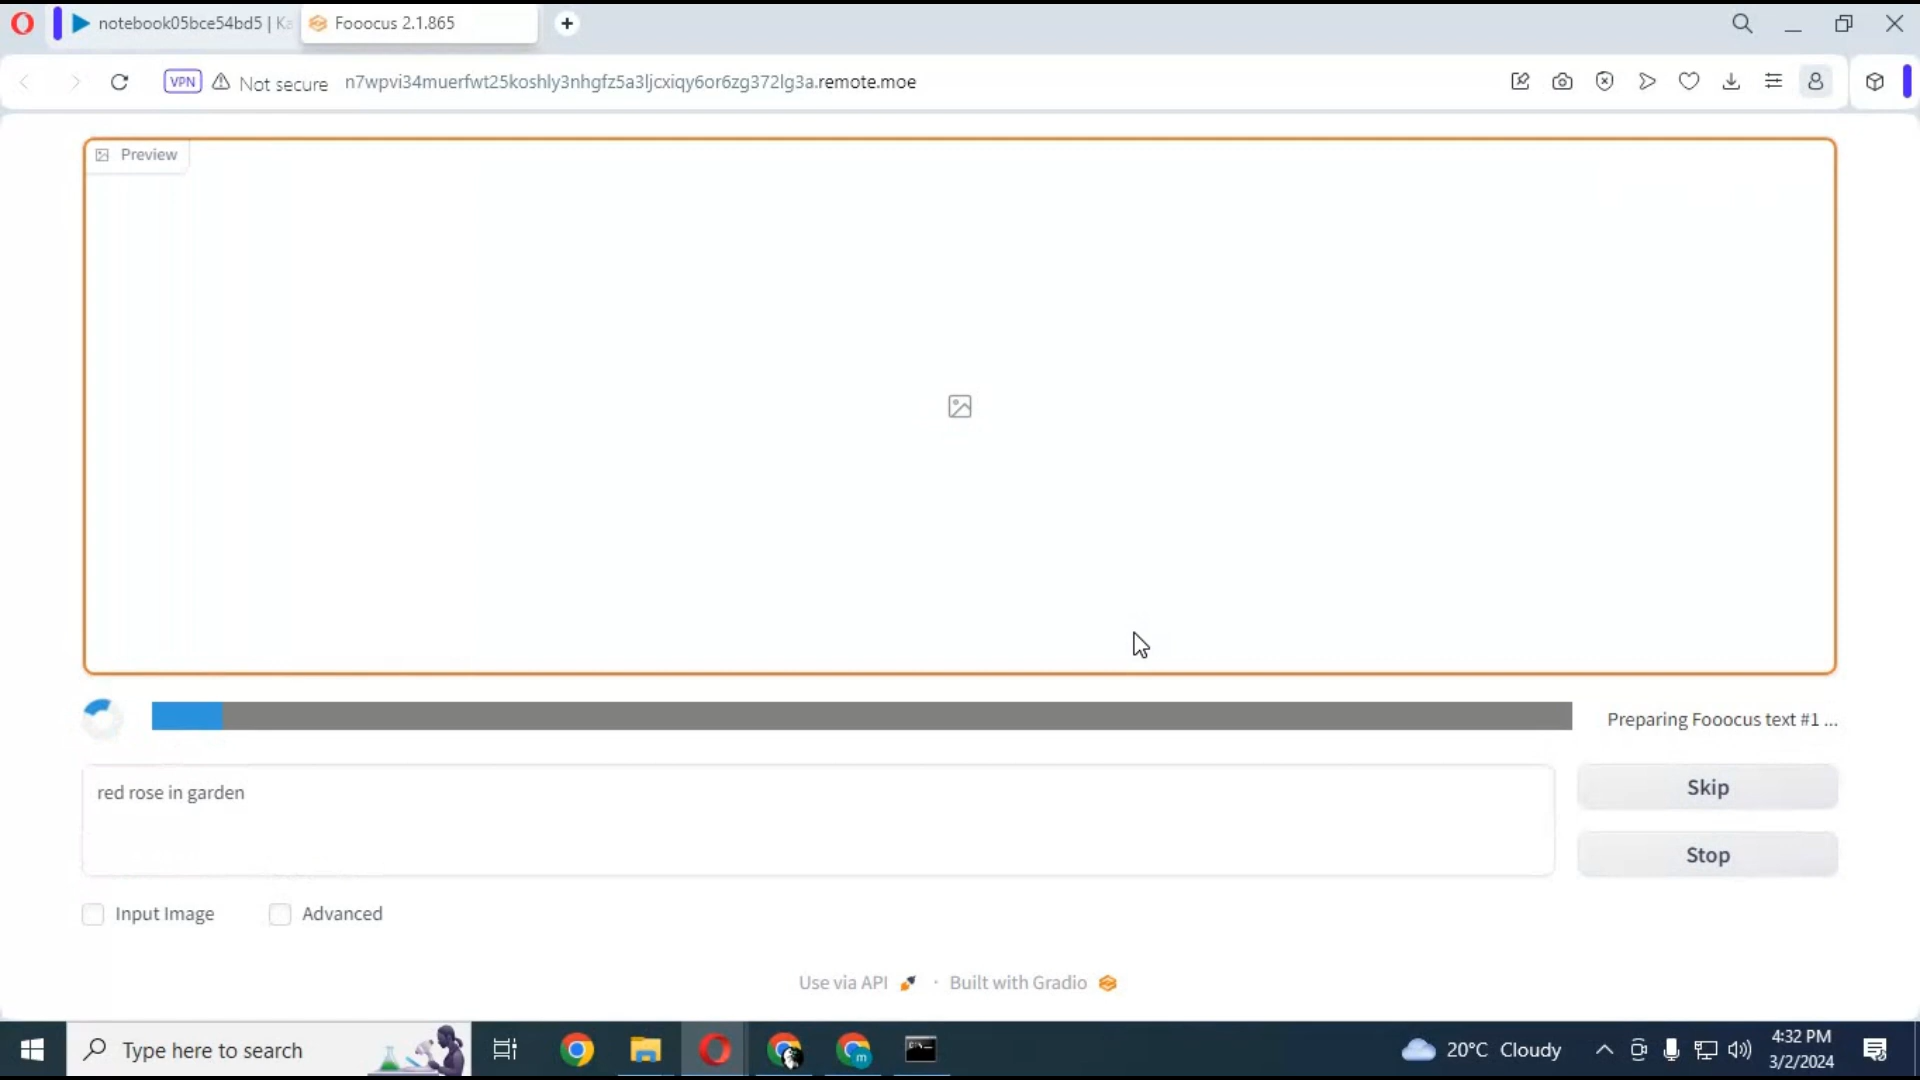 notebook05bce54bd5 | Ka
Fooocus 2.1.865
VPN
Not secure
n7wpvi34muerfwt25koshly3nhgfz5a3ljcxiqy6or6zg372lg3a.remote.moe
Preview
Preparing Fooocus text #1 ...
red rose in garden
Skip
Stop
Input Image
Advanced
Use via API
· Built with Gradio
Type here to search
m
20°C Cloudy
4:32 PM
3/2/2024